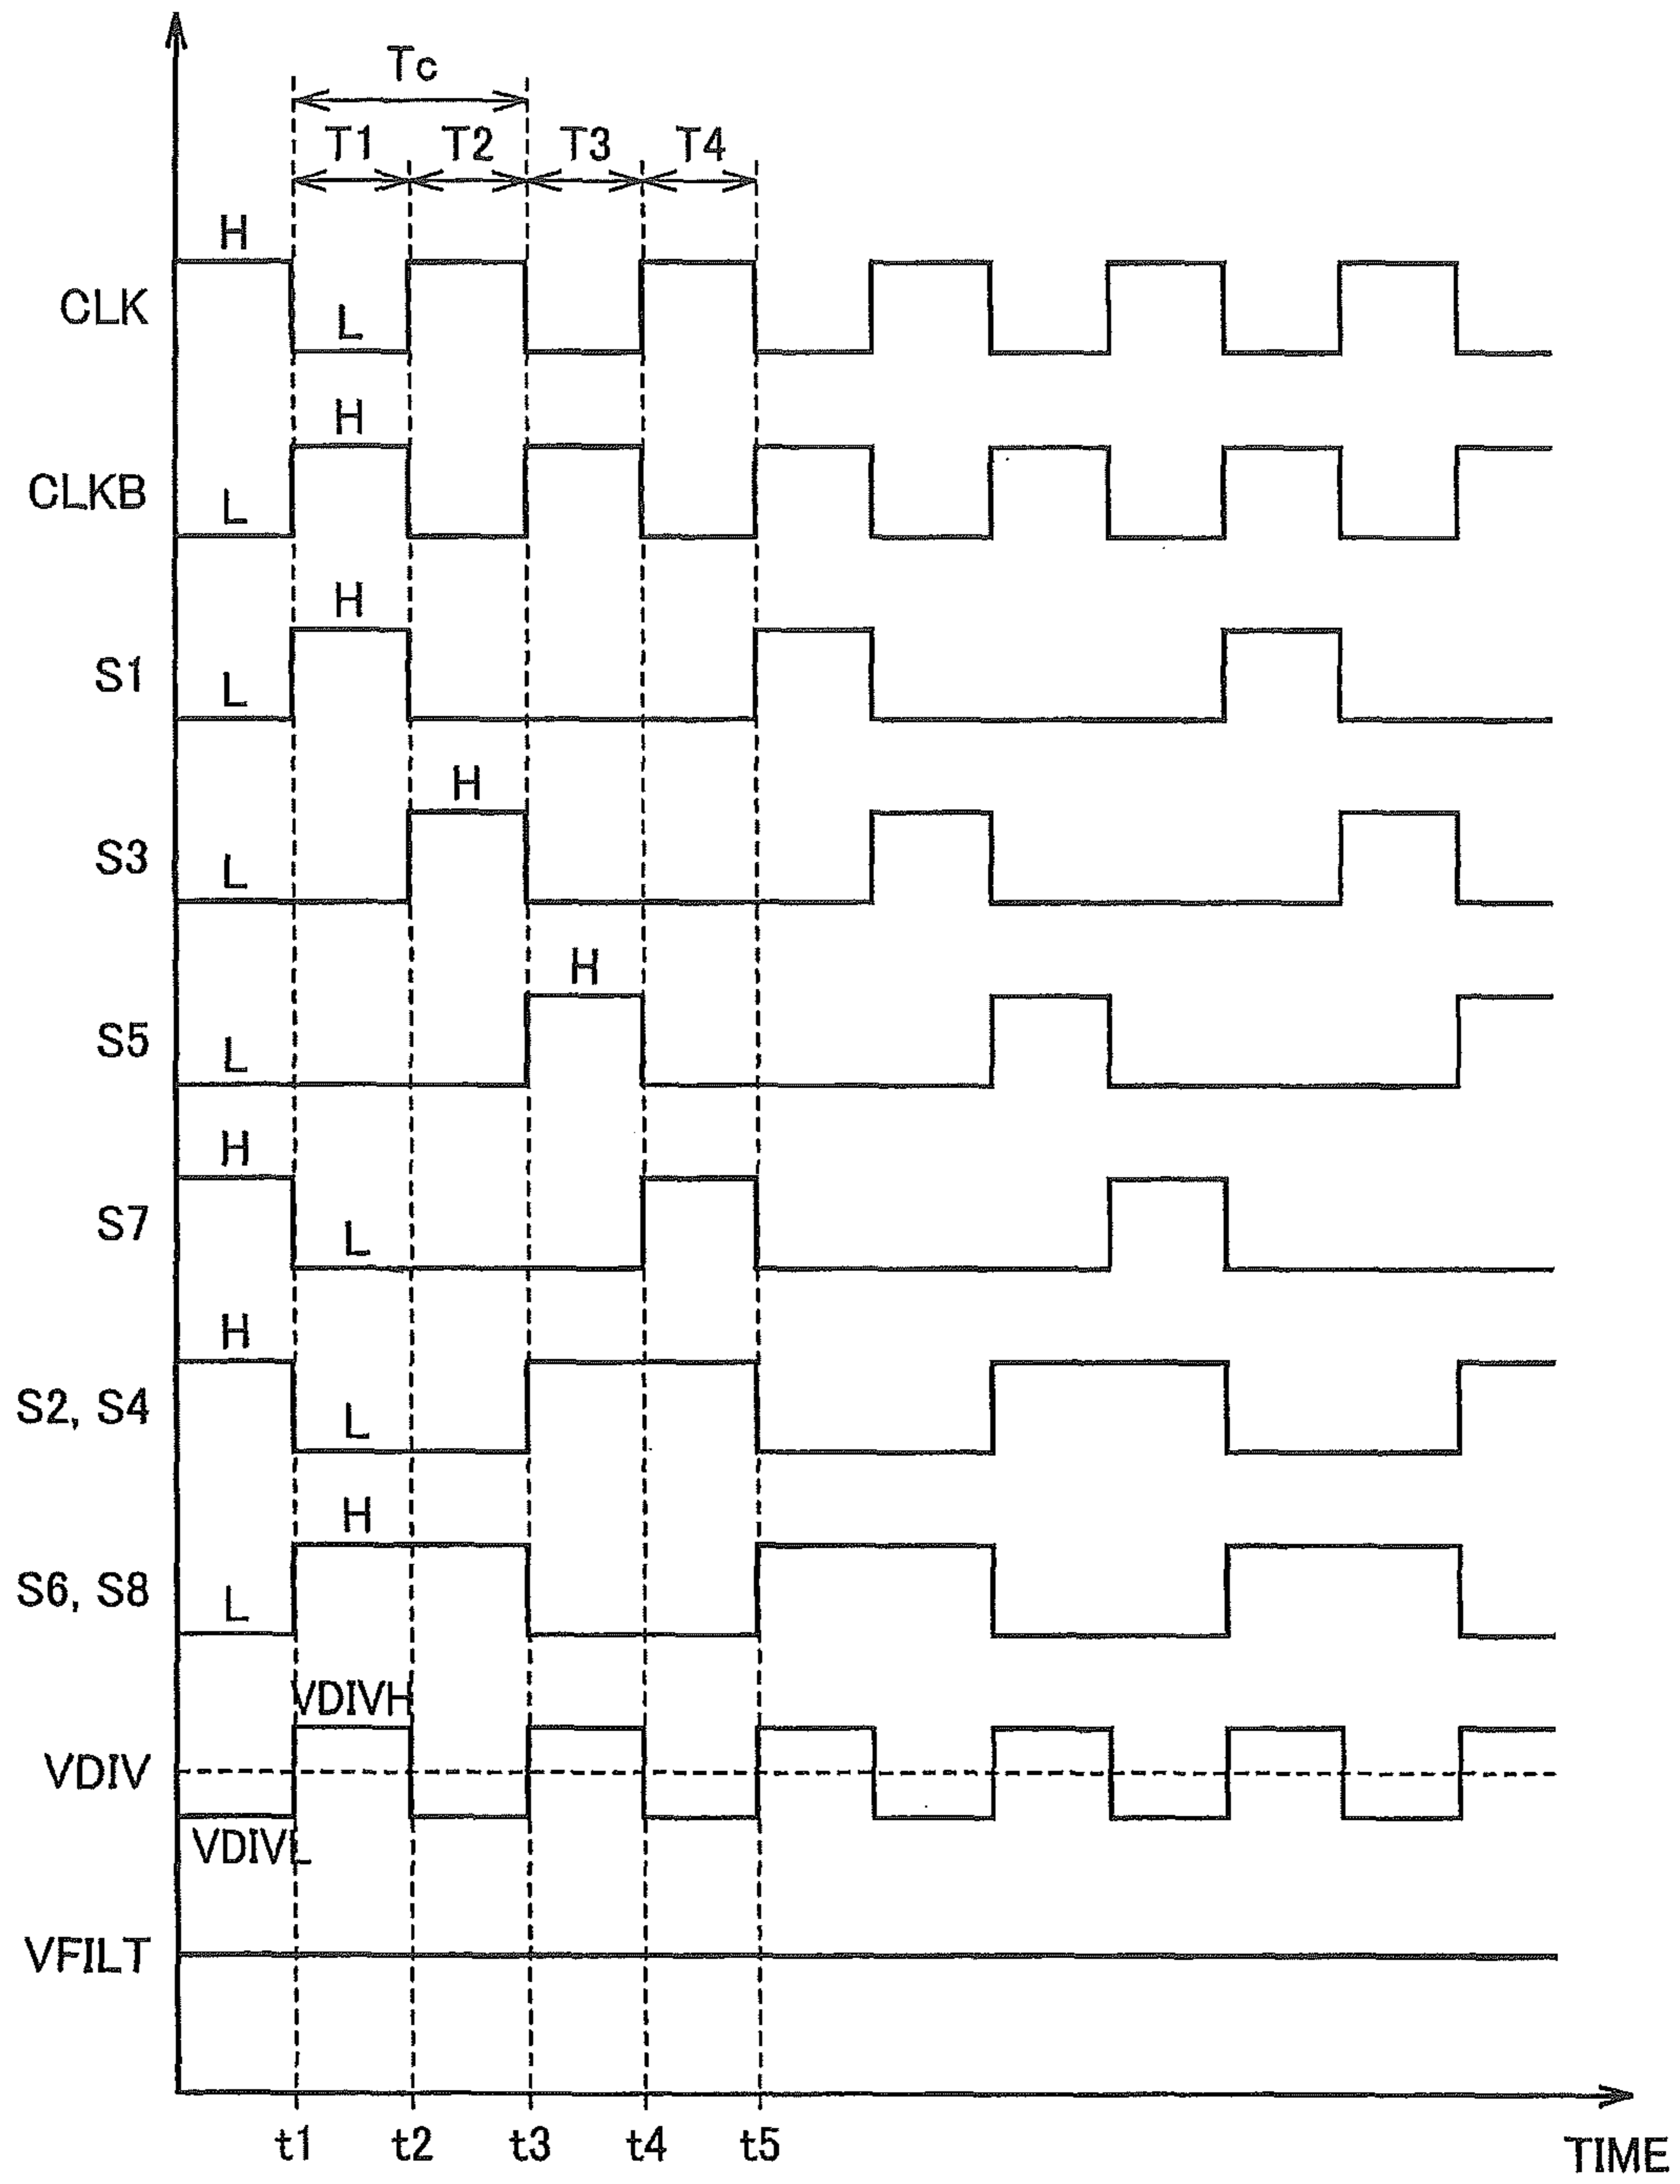 Tc
T1 T2 T3 T4
H
CLK
L
H
CLKB
L
H
S1
L
H
S3
L
H
S5
L
H
S7
L
H
S2, S4
L
H
S6, S8
L
VDIVH
VDIV
VDIVL
VFILT
t1 t2 t3 t4 t5
TIME